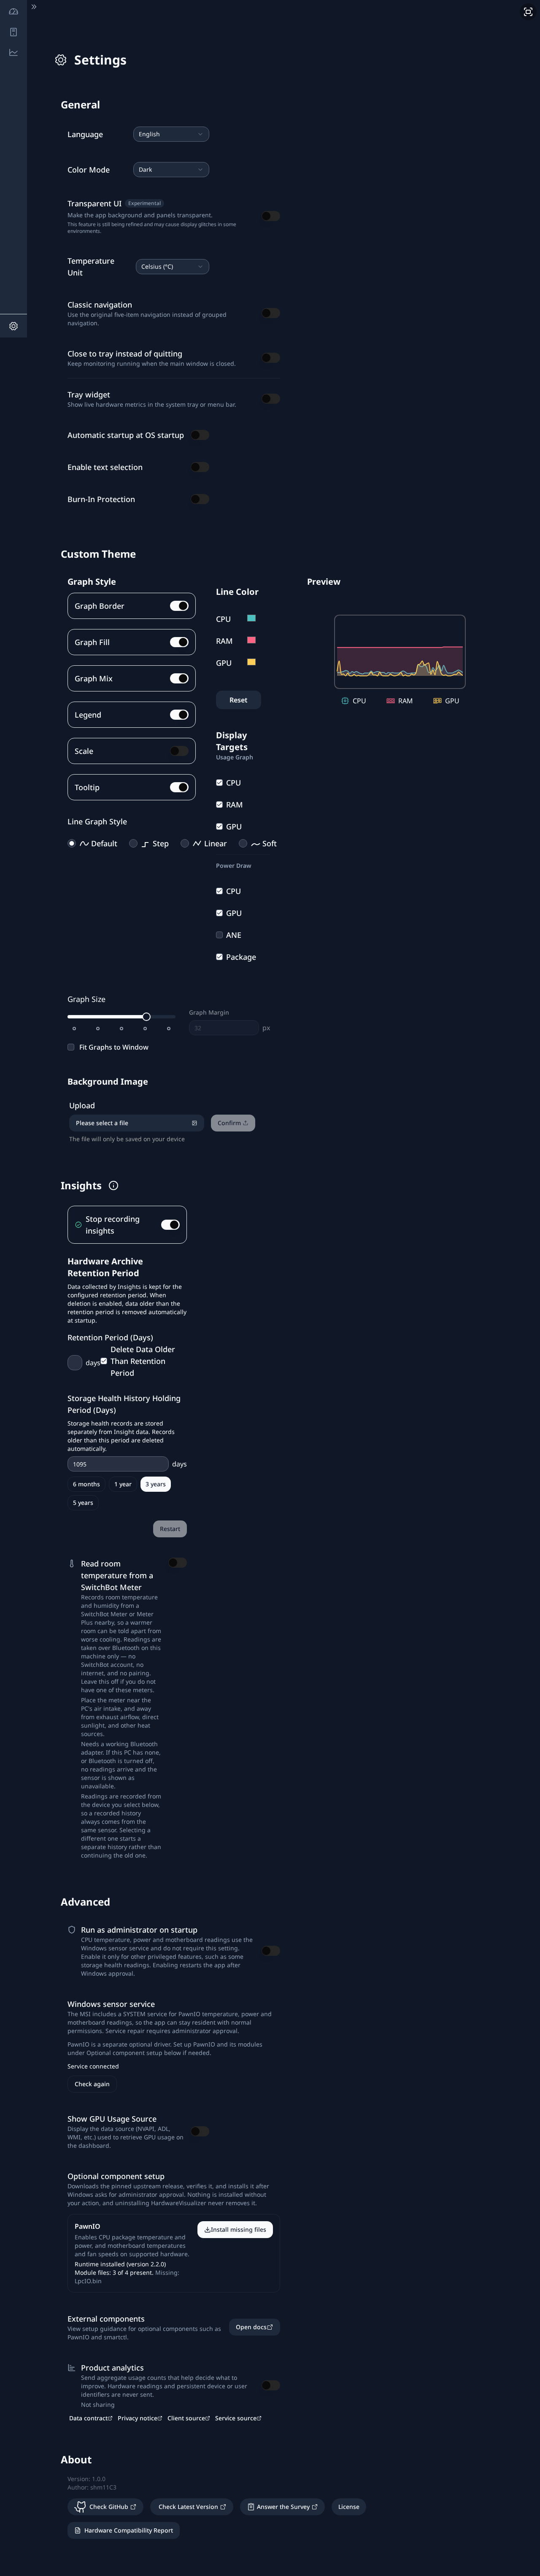 Settings
General
Language
English
Color Mode
Dark
Transparent UI
Experimental
Make the app background and panels transparent.
This feature is still being refined and may cause display glitches in some
environments.
Temperature
Unit
Celsius (°C)
Classic navigation
Use the original five-item navigation instead of grouped
navigation.
Close to tray instead of quitting
Keep monitoring running when the main window is closed.
Tray widget
Show live hardware metrics in the system tray or menu bar.
Automatic startup at OS startup
Enable text selection
Burn-In Protection
Custom Theme
Graph Style
Graph Border
Graph Fill
Graph Mix
Legend
Scale
Tooltip
Line Graph Style
Default
Step
Linear
Soft
Line Color
CPU
RAM
GPU
Reset
Display
Targets
Usage Graph
CPU
RAM
GPU
Power Draw
CPU
GPU
ANE
Package
Preview
CPU
RAM
GPU
Graph Size
Graph Margin
32
px
Fit Graphs to Window
Background Image
Upload
Please select a file
Confirm
The file will only be saved on your device
Insights
Stop recording
insights
Hardware Archive
Retention Period
Data collected by Insights is kept for the
configured retention period. When
deletion is enabled, data older than the
retention period is removed automatically
at startup.
Retention Period (Days)
days
Delete Data Older
Than Retention
Period
Storage Health History Holding
Period (Days)
Storage health records are stored
separately from Insight data. Records
older than this period are deleted
automatically.
1095
days
6 months
1 year
3 years
5 years
Restart
Read room
temperature from a
SwitchBot Meter
Records room temperature
and humidity from a
SwitchBot Meter or Meter
Plus nearby, so a warmer
room can be told apart from
worse cooling. Readings are
taken over Bluetooth on this
machine only — no
SwitchBot account, no
internet, and no pairing.
Leave this off if you do not
have one of these meters.
Place the meter near the
PC's air intake, and away
from exhaust airflow, direct
sunlight, and other heat
sources.
Needs a working Bluetooth
adapter. If this PC has none,
or Bluetooth is turned off,
no readings arrive and the
sensor is shown as
unavailable.
Readings are recorded from
the device you select below,
so a recorded history
always comes from the
same sensor. Selecting a
different one starts a
separate history rather than
continuing the old one.
Advanced
Run as administrator on startup
CPU temperature, power and motherboard readings use the
Windows sensor service and do not require this setting.
Enable it only for other privileged features, such as some
storage health readings. Enabling restarts the app after
Windows approval.
Windows sensor service
The MSI includes a SYSTEM service for PawnIO temperature, power and
motherboard readings, so the app can stay resident with normal
permissions. Service repair requires administrator approval.
PawnIO is a separate optional driver. Set up PawnIO and its modules
under Optional component setup below if needed.
Service connected
Check again
Show GPU Usage Source
Display the data source (NVAPI, ADL,
WMI, etc.) used to retrieve GPU usage on
the dashboard.
Optional component setup
Downloads the pinned upstream release, verifies it, and installs it after
Windows asks for administrator approval. Nothing is installed without
your action, and uninstalling HardwareVisualizer never removes it.
PawnIO
Enables CPU package temperature and
power, and motherboard temperatures
and fan speeds on supported hardware.
Runtime installed (version 2.2.0)
Module files: 3 of 4 present. Missing:
LpcIO.bin
Install missing files
External components
View setup guidance for optional components such as
PawnIO and smartctl.
Open docs
Product analytics
Send aggregate usage counts that help decide what to
improve. Hardware readings and persistent device or user
identifiers are never sent.
Not sharing
Data contract
Privacy notice
Client source
Service source
About
Version: 1.0.0
Author: shm11C3
Check GitHub
Check Latest Version
Answer the Survey
License
Hardware Compatibility Report